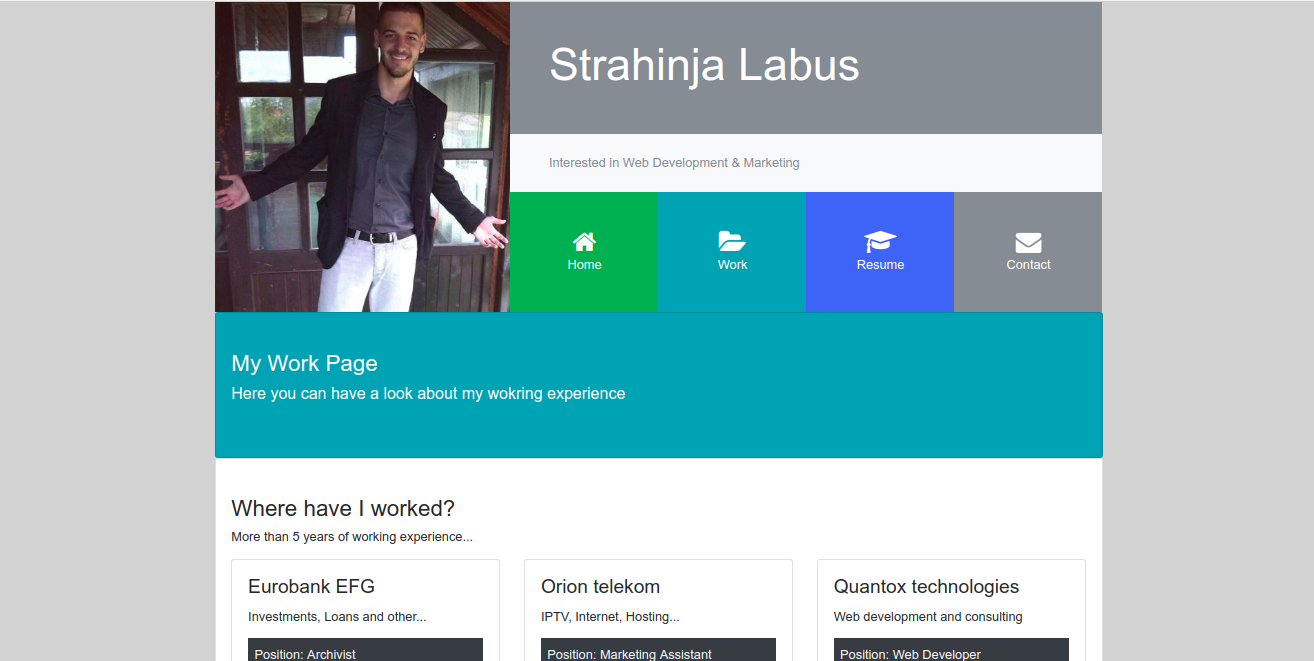 Strahinja Labus
Interested in Web Development & Marketing
Home
Work
Resume
Contact
My Work Page
Here you can have a look about my wokring experience
Where have I worked?
More than 5 years of working experience...
Eurobank EFG
Investments, Loans and other...
Position: Archivist
Orion telekom
IPTV, Internet, Hosting...
Position: Marketing Assistant
Quantox technologies
Web development and consulting
Position: Web Developer